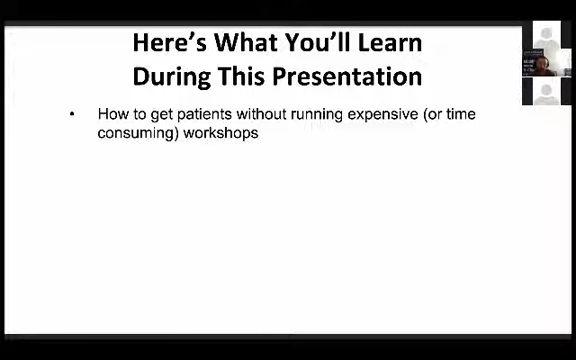 Here's What You'll Learn
During This Presentation
• How to get patients without running expensive (or time
consuming) workshops